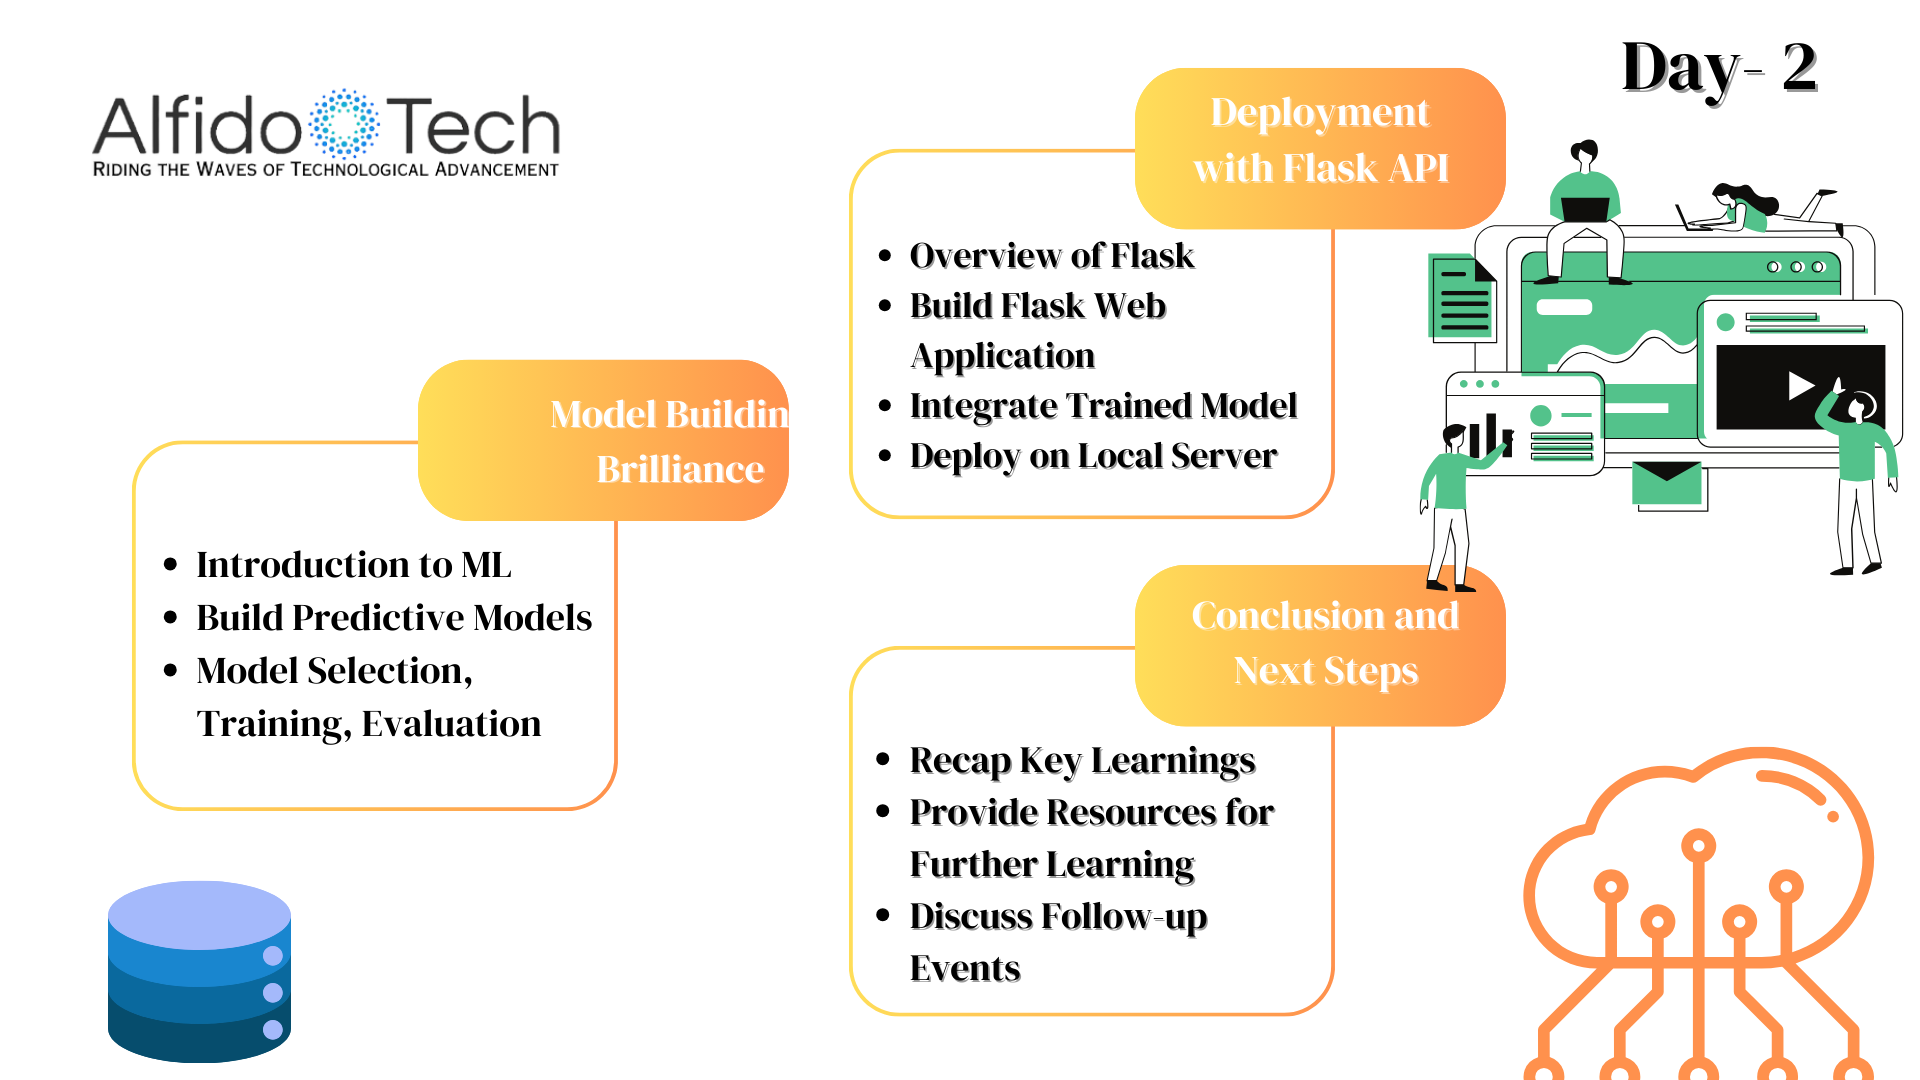 Day- 2
Alfido Tech
RIDING THE WAVES OF TECHNOLOGICAL ADVANCEMENT
Model Buildin
Brilliance
• Introduction to ML
• Build Predictive Models
• Model Selection,
Training, Evaluation
Deployment
with Flask API
• Overview of Flask
• Build Flask Web
Application
• Integrate Trained Model
• Deploy on Local Server
Conclusion and
Next Steps
• Recap Key Learnings
• Provide Resources for
Further Learning
• Discuss Follow-up
Events